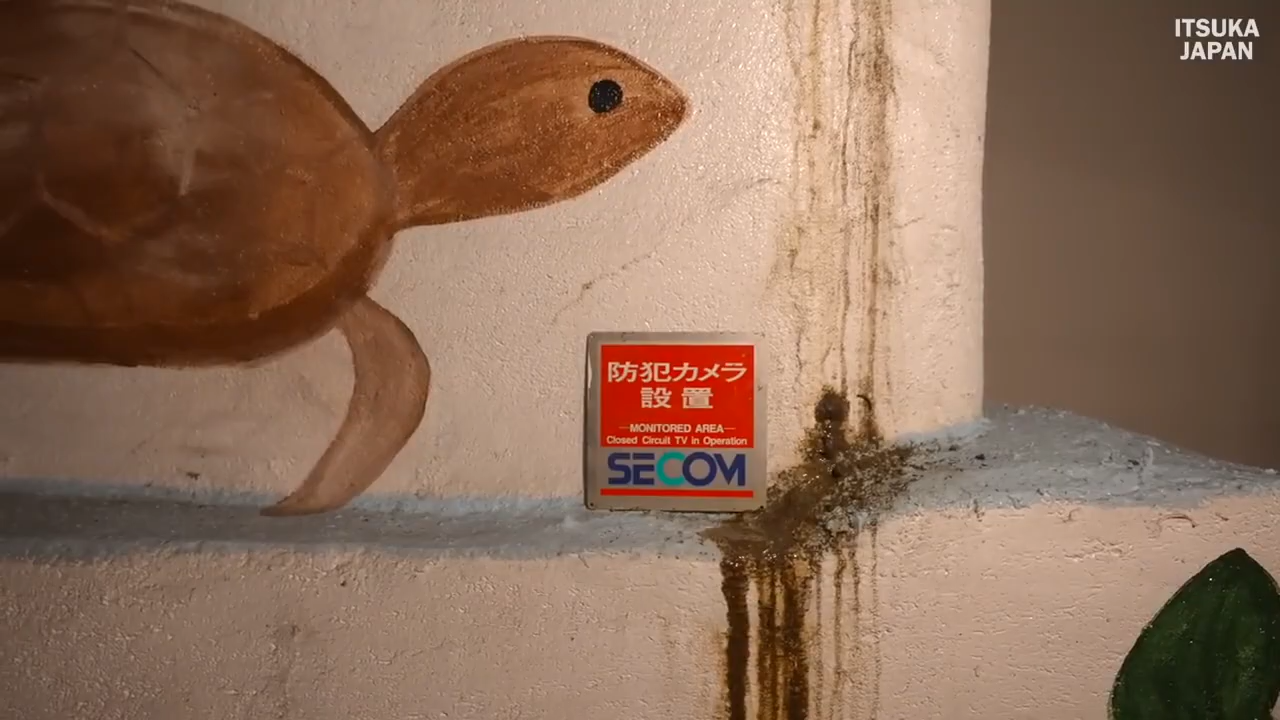 ITSUKA
JAPAN
防犯カメラ
設置
—MONITORED AREA—
Closed Circuit TV in Operation
SECOM